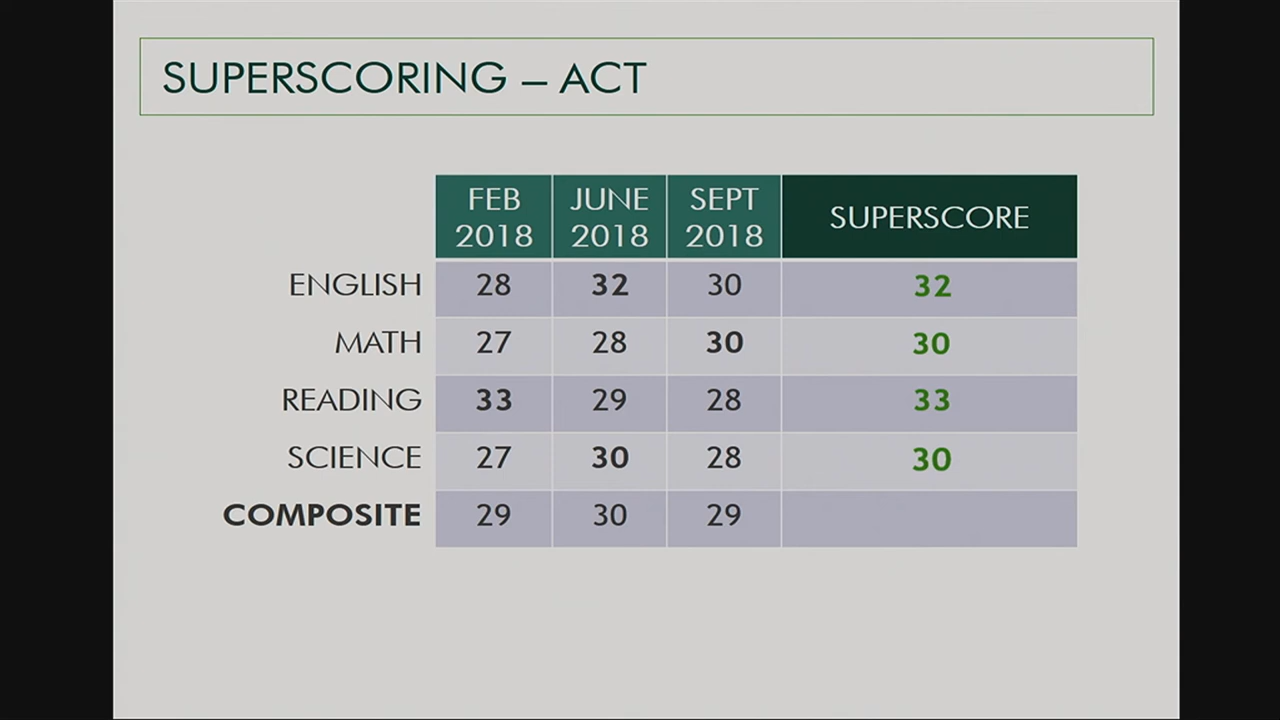 SUPERSCORING – ACT
FEB 2018 JUNE 2018 SEPT 2018 SUPERSCORE
ENGLISH 28 32 30 32
MATH 27 28 30 30
READING 33 29 28 33
SCIENCE 27 30 28 30
COMPOSITE 29 30 29